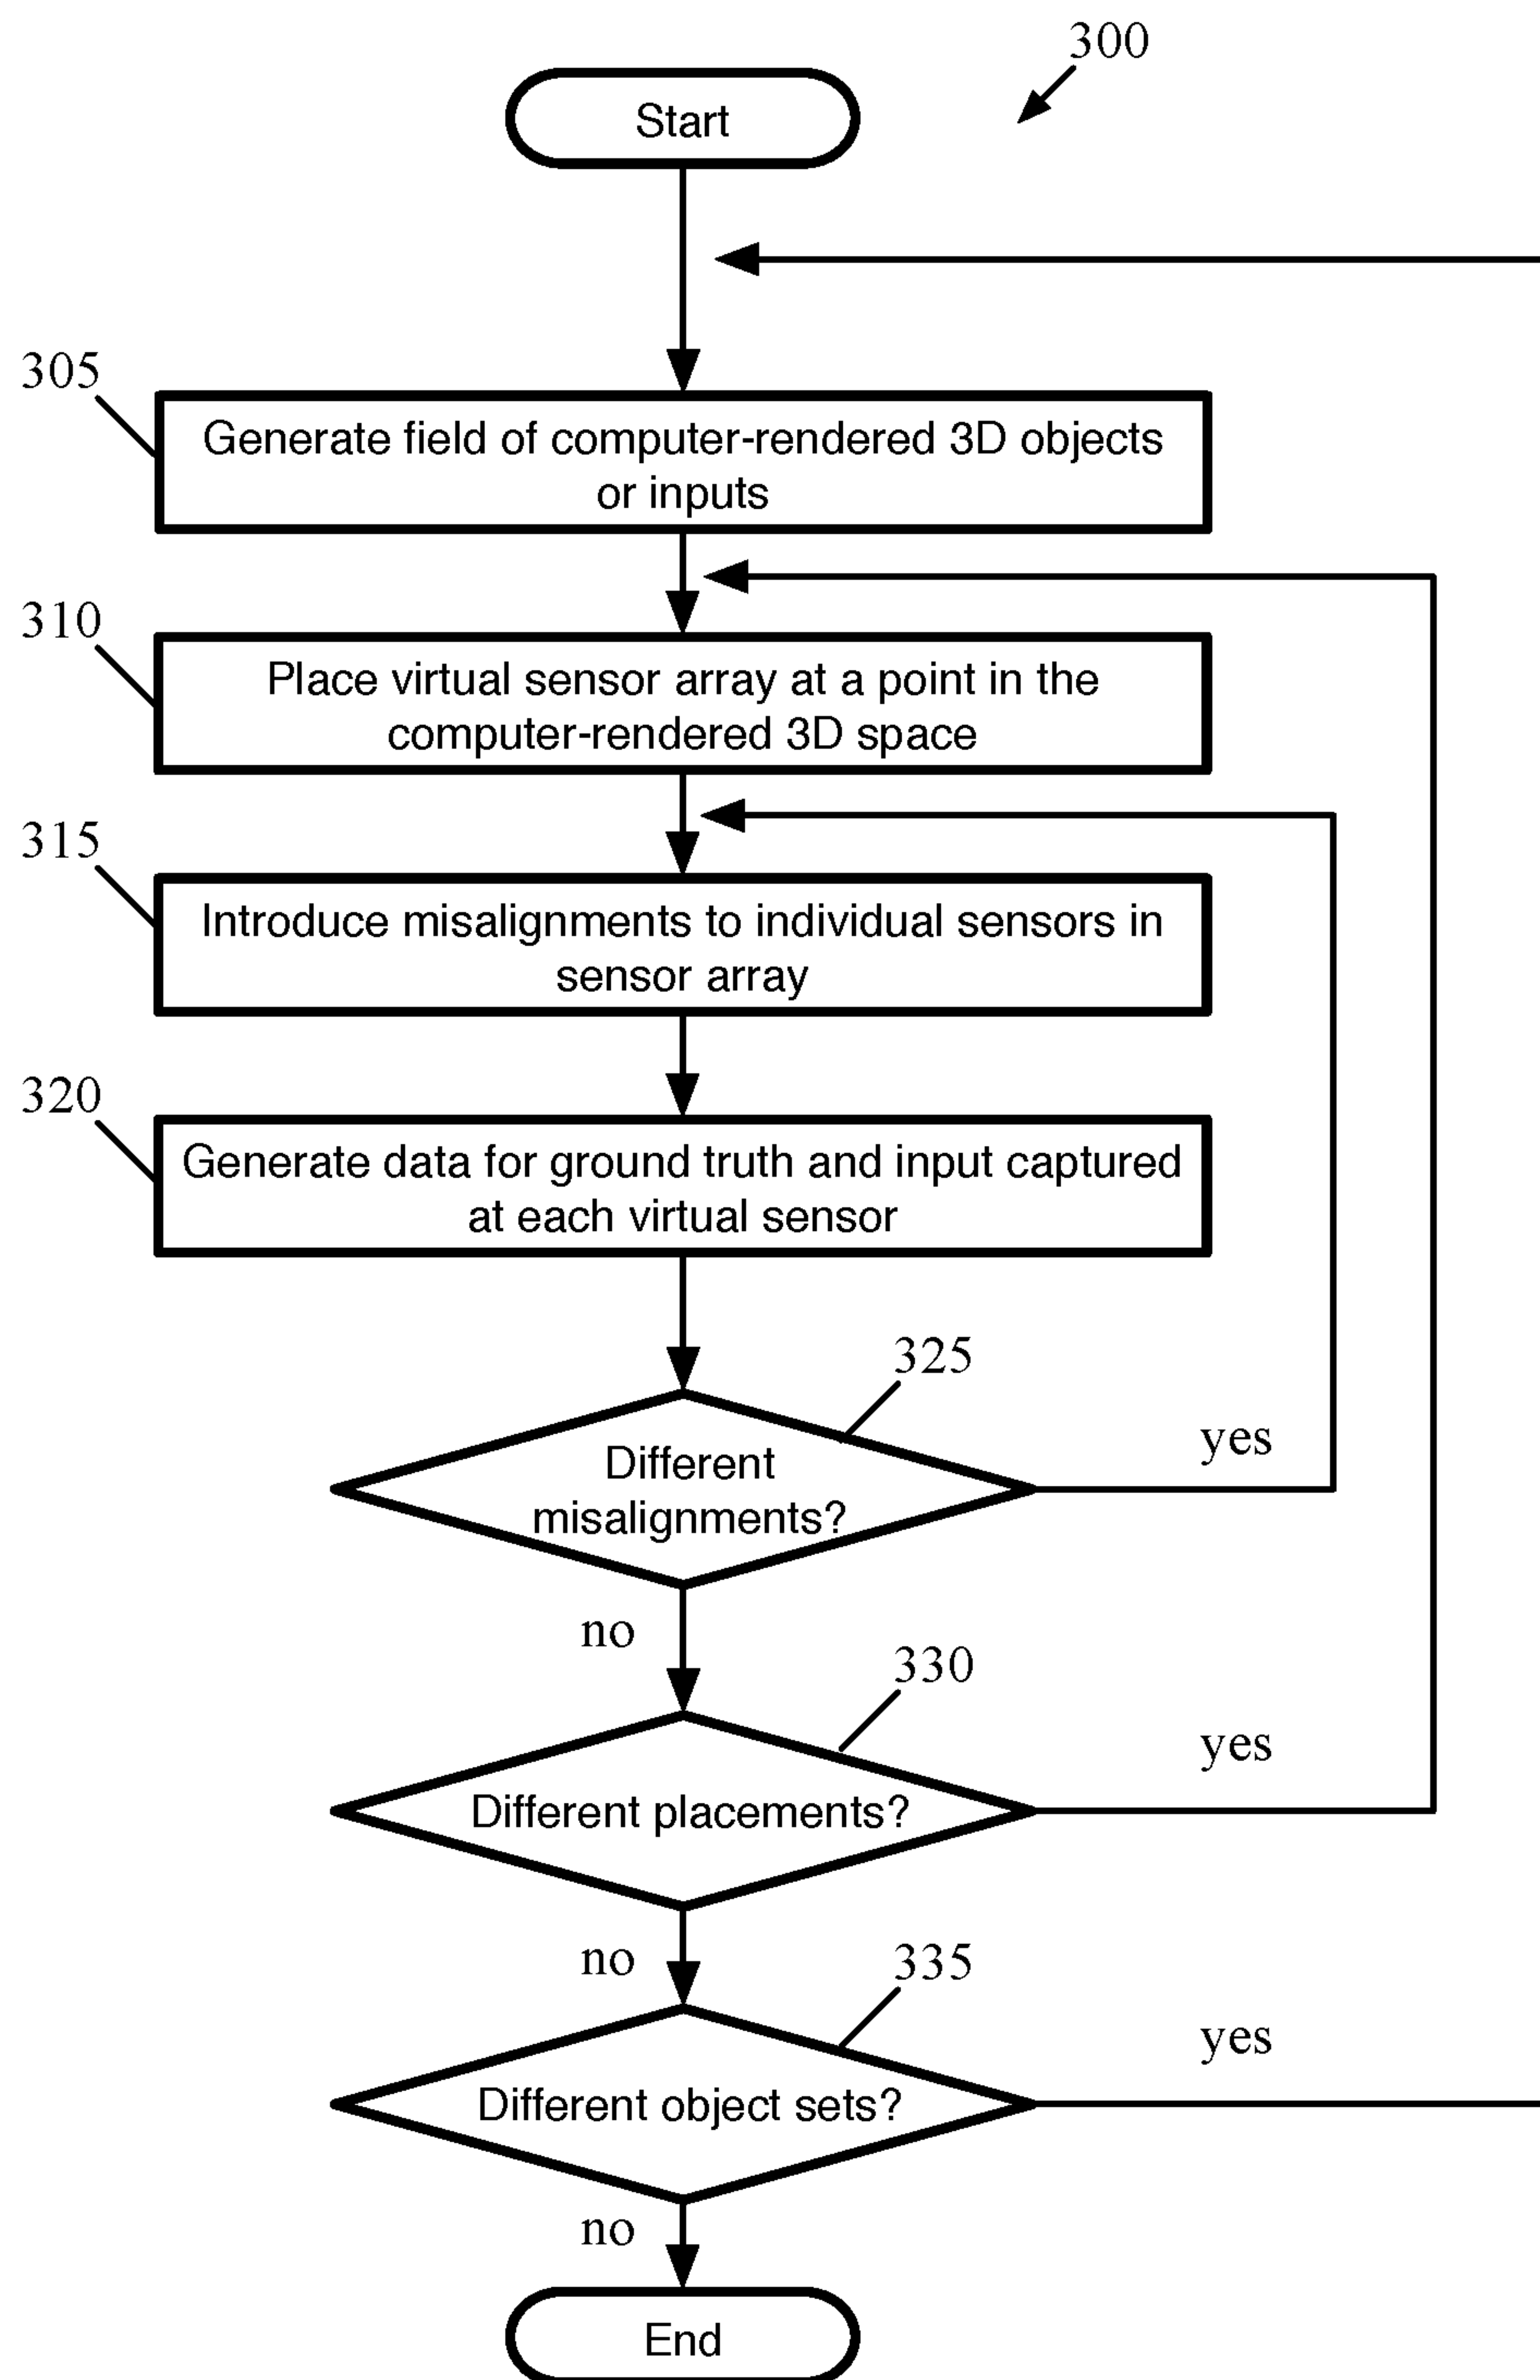 300
Start
305
Generate field of computer-rendered 3D objects
or inputs
310
Place virtual sensor array at a point in the
computer-rendered 3D space
315
Introduce misalignments to individual sensors in
sensor array
320
Generate data for ground truth and input captured
at each virtual sensor
325
Different
misalignments?
yes
no
330
Different placements?
yes
no
335
Different object sets?
yes
no
End